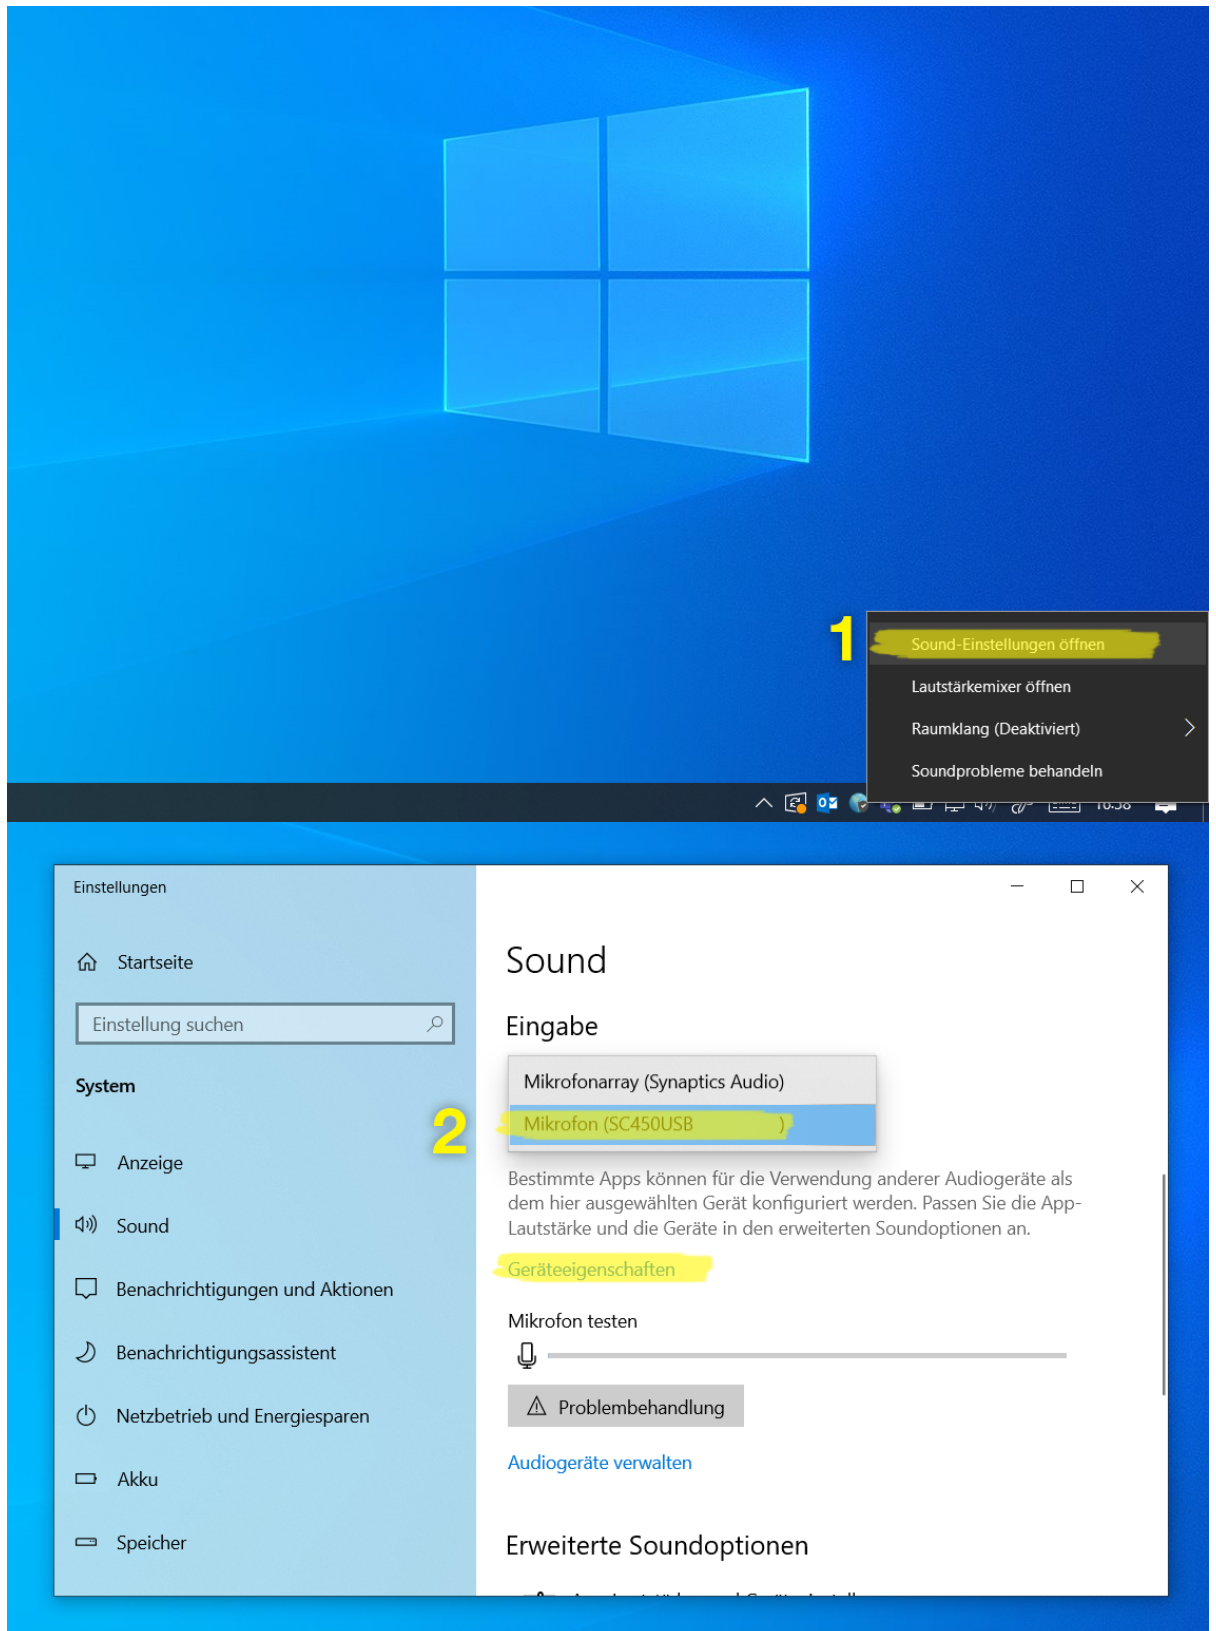 1
Sound-Einstellungen öffnen
Lautstärkemixer öffnen
Raumklang (Deaktiviert)
Soundprobleme behandeln
16:58
Einstellungen
Startseite
Einstellung suchen
System
Anzeige
Sound
Benachrichtigungen und Aktionen
Benachrichtigungsassistent
Netzbetrieb und Energiesparen
Akku
Speicher
Sound
Eingabe
Mikrofonarray (Synaptics Audio)
2
Mikrofon (SC450USB )
Bestimmte Apps können für die Verwendung anderer Audiogeräte als
dem hier ausgewählten Gerät konfiguriert werden. Passen Sie die App-
Lautstärke und die Geräte in den erweiterten Soundoptionen an.
Geräteeigenschaften
Mikrofon testen
Problembehandlung
Audiogeräte verwalten
Erweiterte Soundoptionen